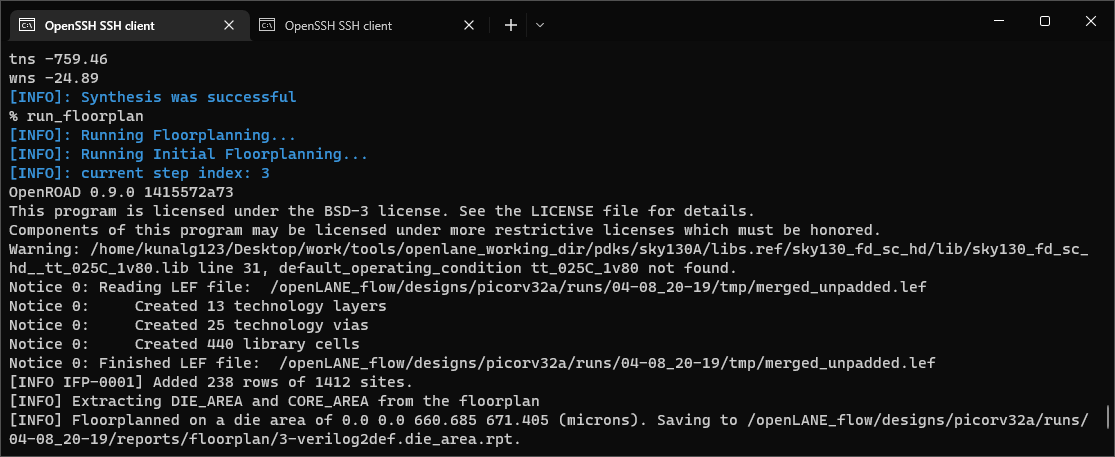 OpenSSH SSH client
OpenSSH SSH client
tns -759.46
wns -24.89
[INFO]: Synthesis was successful
% run_floorplan
[INFO]: Running Floorplanning...
[INFO]: Running Initial Floorplanning...
[INFO]: current step index: 3
OpenROAD 0.9.0 1415572a73
This program is licensed under the BSD-3 license. See the LICENSE file for details.
Components of this program may be licensed under more restrictive licenses which must be honored.
Warning: /home/kunalg123/Desktop/work/tools/openlane_working_dir/pdks/sky130A/libs.ref/sky130_fd_sc_hd/lib/sky130_fd_sc_
hd__tt_025C_1v80.lib line 31, default_operating_condition tt_025C_1v80 not found.
Notice 0: Reading LEF file:  /openLANE_flow/designs/picorv32a/runs/04-08_20-19/tmp/merged_unpadded.lef
Notice 0:     Created 13 technology layers
Notice 0:     Created 25 technology vias
Notice 0:     Created 440 library cells
Notice 0: Finished LEF file:  /openLANE_flow/designs/picorv32a/runs/04-08_20-19/tmp/merged_unpadded.lef
[INFO IFP-0001] Added 238 rows of 1412 sites.
[INFO] Extracting DIE_AREA and CORE_AREA from the floorplan
[INFO] Floorplanned on a die area of 0.0 0.0 660.685 671.405 (microns). Saving to /openLANE_flow/designs/picorv32a/runs/
04-08_20-19/reports/floorplan/3-verilog2def.die_area.rpt.